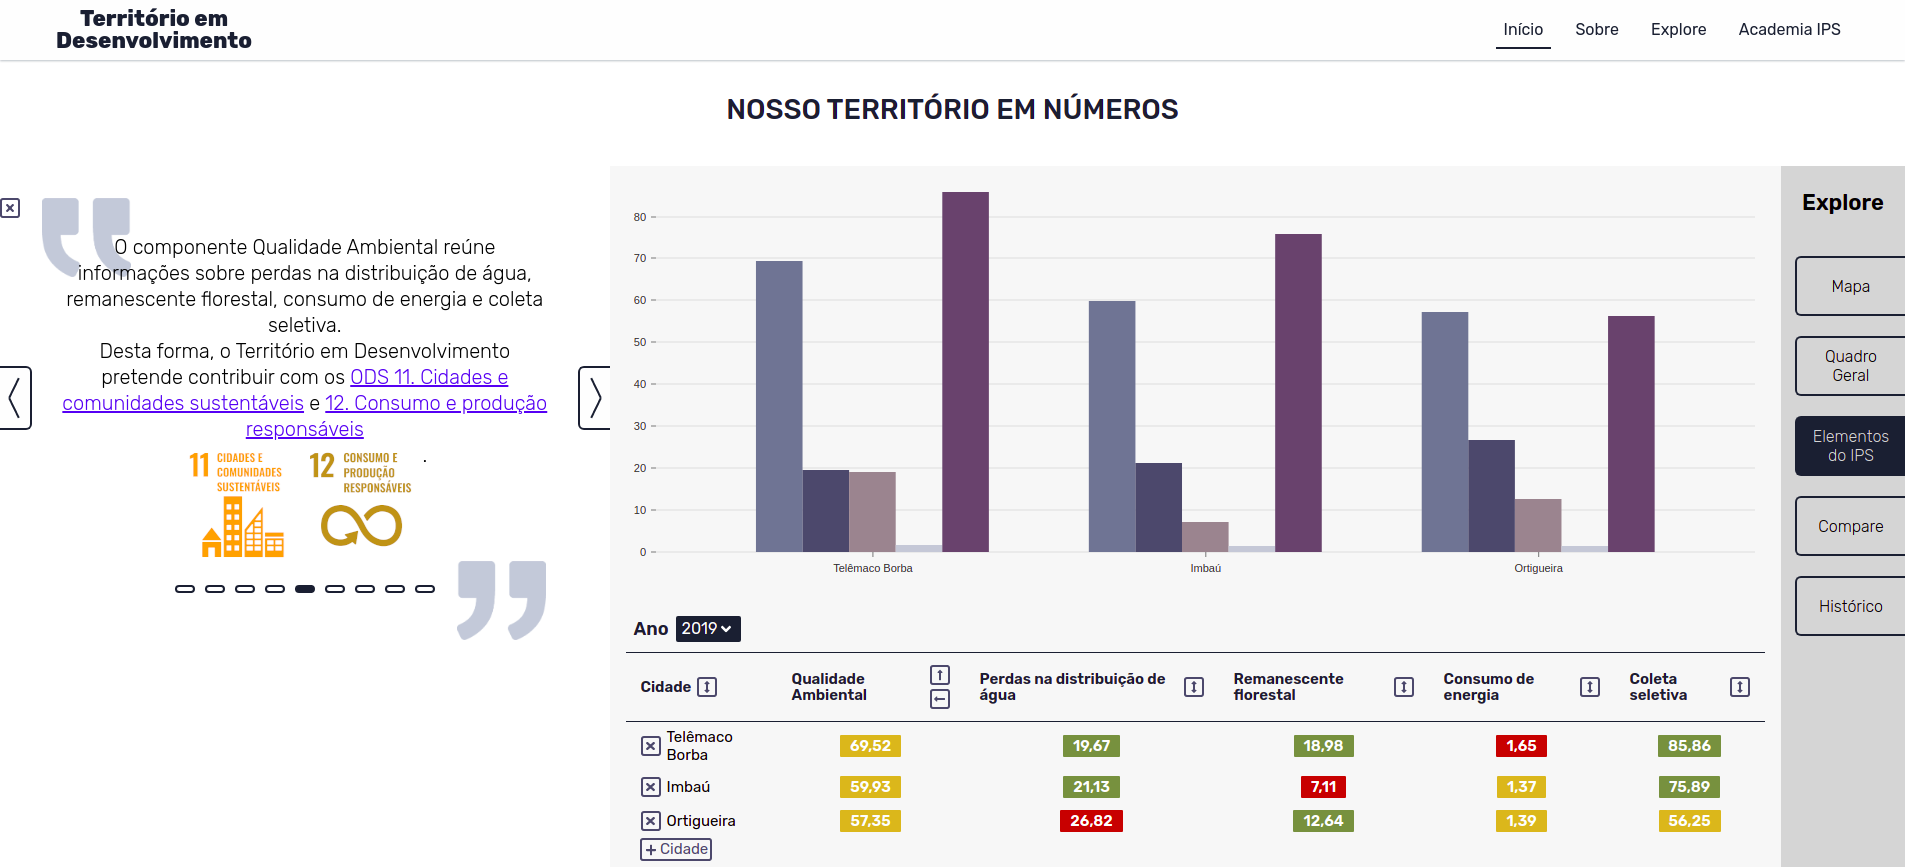 Território em
Desenvolvimento
Início Sobre Explore Academia IPS
NOSSO TERRITÓRIO EM NÚMEROS
O componente Qualidade Ambiental reúne
informações sobre perdas na distribuição de água,
remanescente florestal, consumo de energia e coleta
seletiva.
Desta forma, o Território em Desenvolvimento
pretende contribuir com os ODS 11. Cidades e
comunidades sustentáveis e 12. Consumo e produção
responsáveis
11 CIDADES E
COMUNIDADES
SUSTENTÁVEIS
12 CONSUMO E
PRODUÇÃO
RESPONSÁVEIS
.
80
70
60
50
40
30
20
10
0
Telêmaco Borba Imbaú Ortigueira
Ano 2019
Cidade Qualidade Ambiental Perdas na distribuição de água Remanescente florestal Consumo de energia Coleta seletiva
Telêmaco Borba 69,52 19,67 18,98 1,65 85,86
Imbaú 59,93 21,13 7,11 1,37 75,89
Ortigueira 57,35 26,82 12,64 1,39 56,25
+ Cidade
Explore
Mapa
Quadro
Geral
Elementos
do IPS
Compare
Histórico